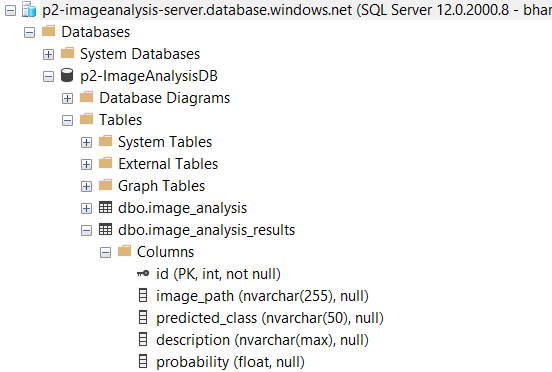 p2-imageanalysis-server.database.windows.net (SQL Server 12.0.2000.8 - bhar
Databases
System Databases
p2-ImageAnalysisDB
Database Diagrams
Tables
System Tables
External Tables
Graph Tables
dbo.image_analysis
dbo.image_analysis_results
Columns
id (PK, int, not null)
image_path (nvarchar(255), null)
predicted_class (nvarchar(50), null)
description (nvarchar(max), null)
probability (float, null)